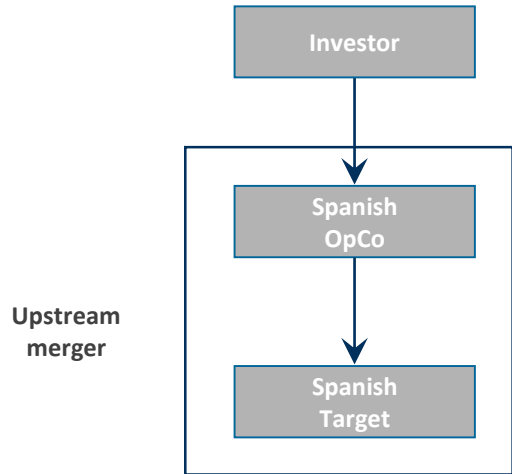 Investor
Spanish
OpCo
Upstream
merger
Spanish
Target